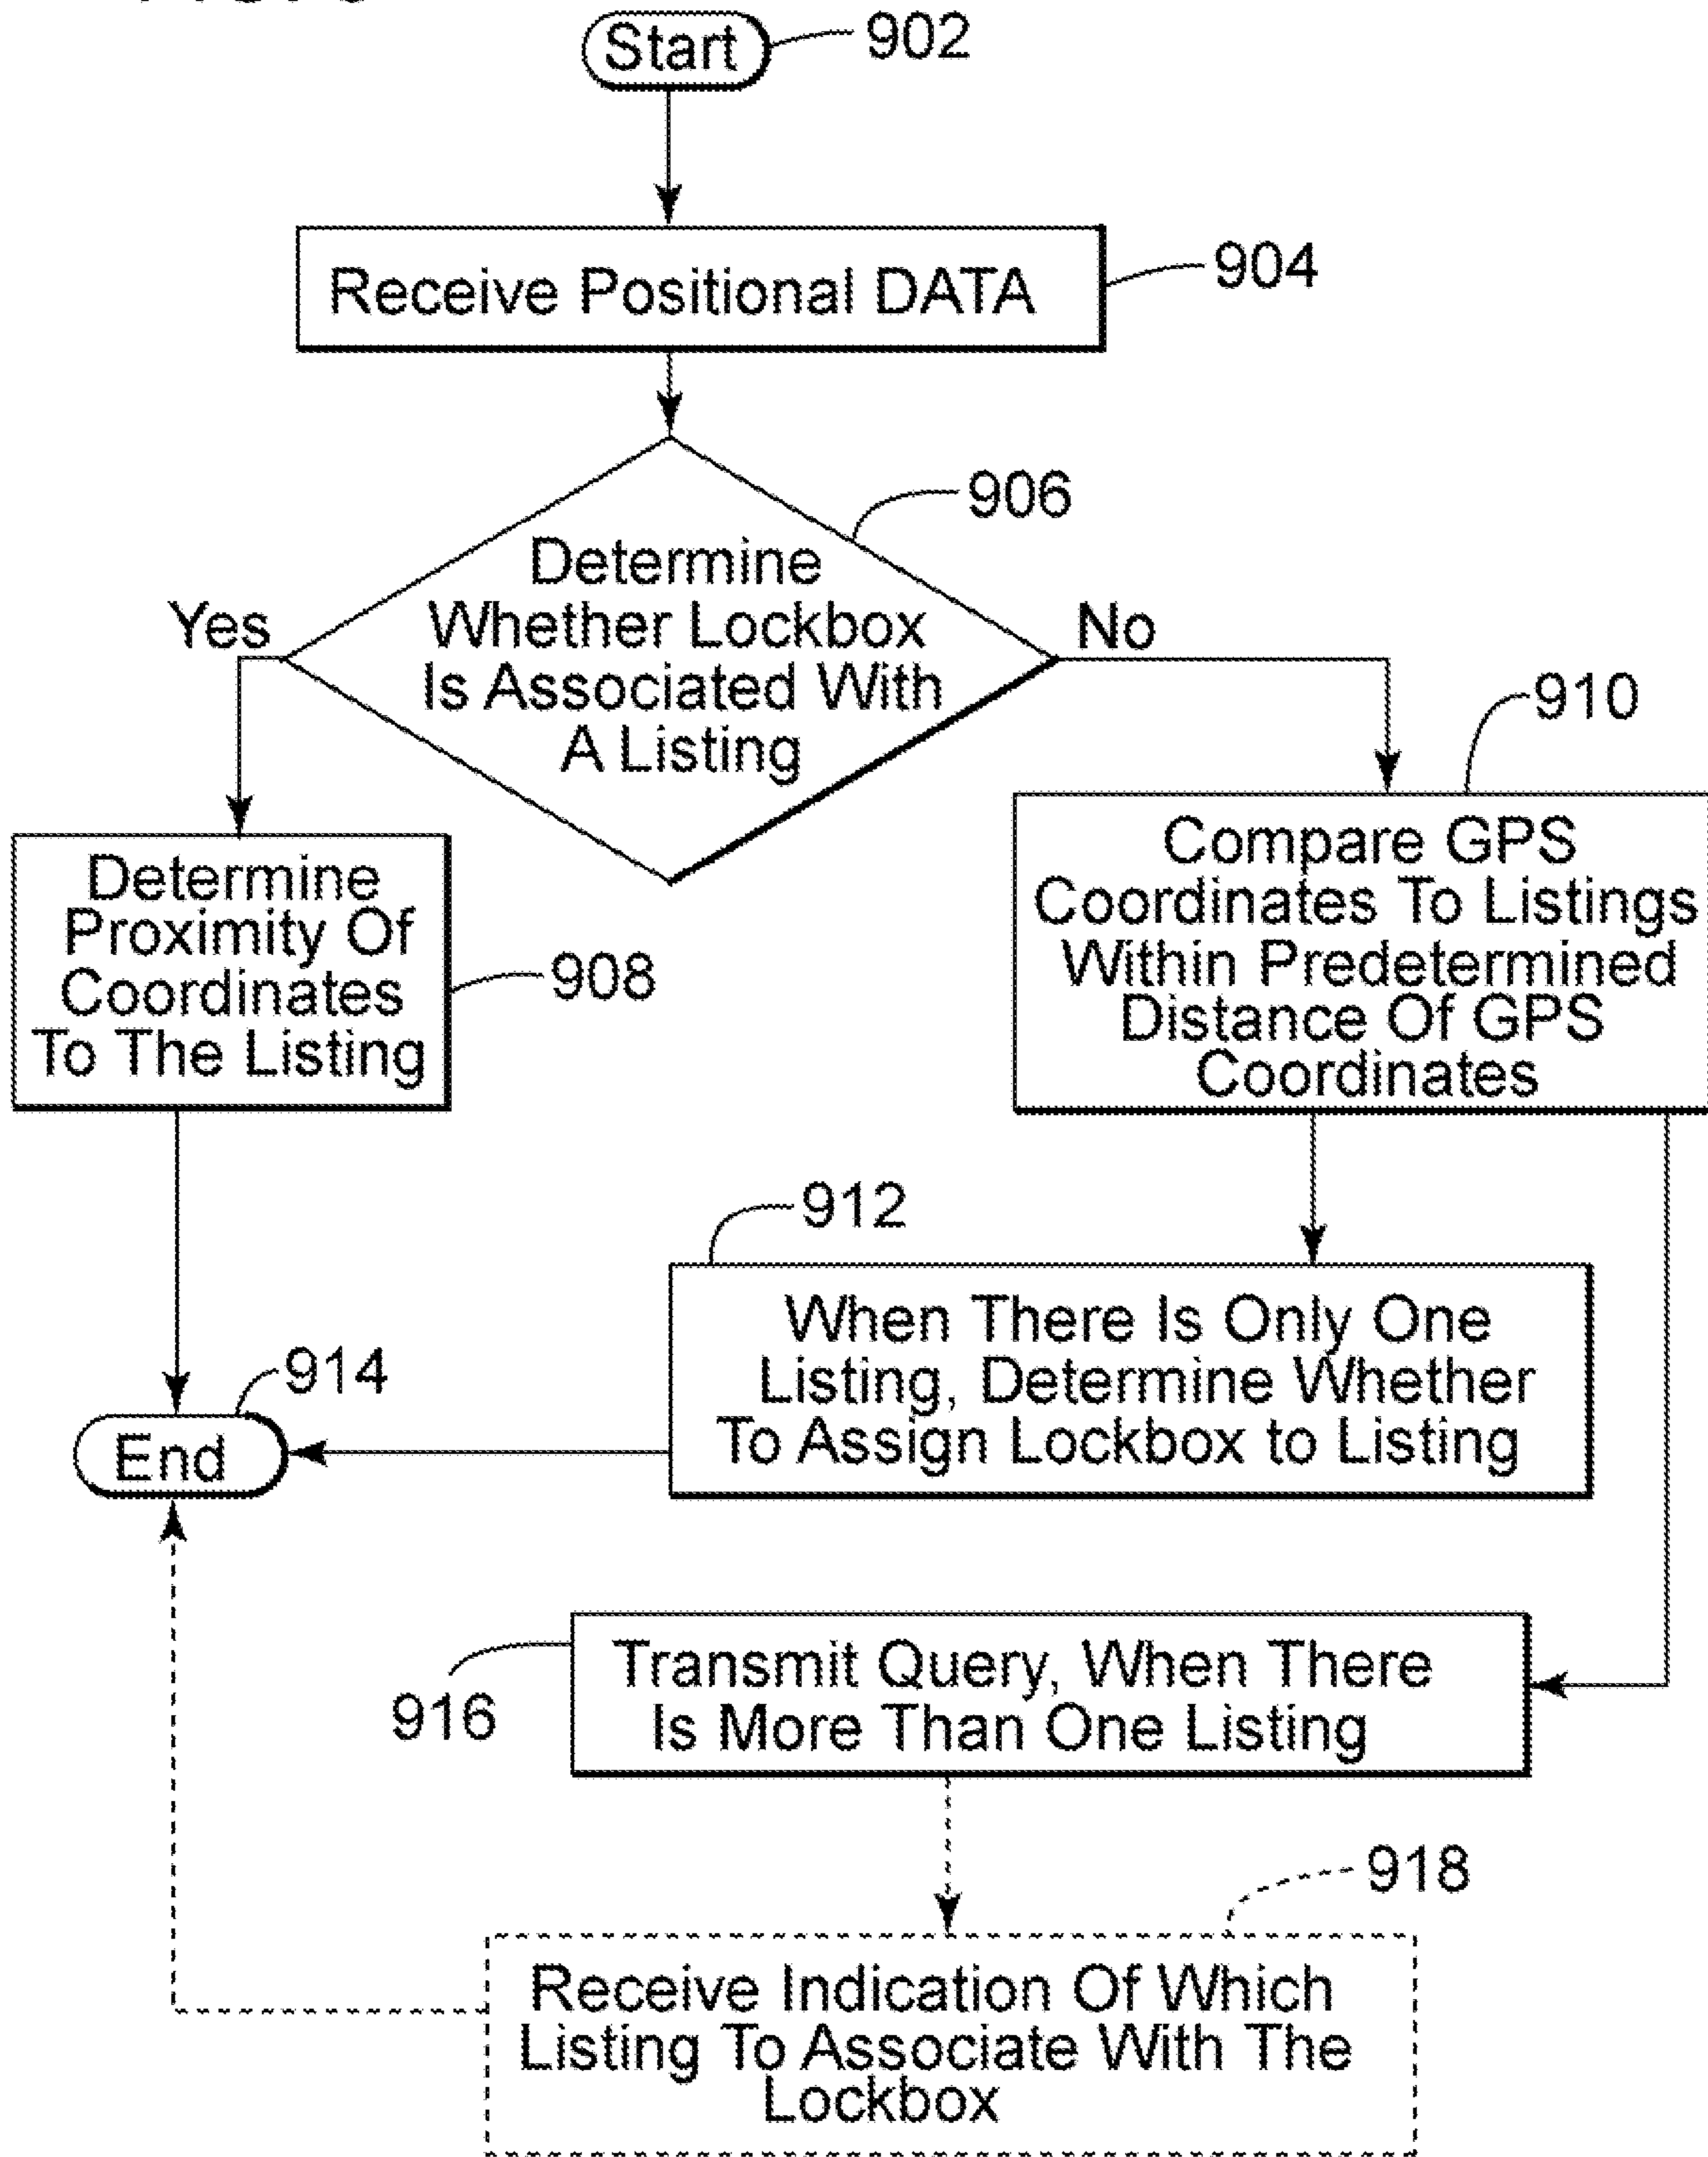 Start
902
Receive Positional DATA
904
906
Determine
Whether Lockbox
Is Associated With
A Listing
Yes
No
910
Determine
Proximity Of
Coordinates
To The Listing
908
Compare GPS
Coordinates To Listings
Within Predetermined
Distance Of GPS
Coordinates
912
When There Is Only One
Listing, Determine Whether
To Assign Lockbox to Listing
914
End
Transmit Query, When There
Is More Than One Listing
916
918
Receive Indication Of Which
Listing To Associate With The
Lockbox